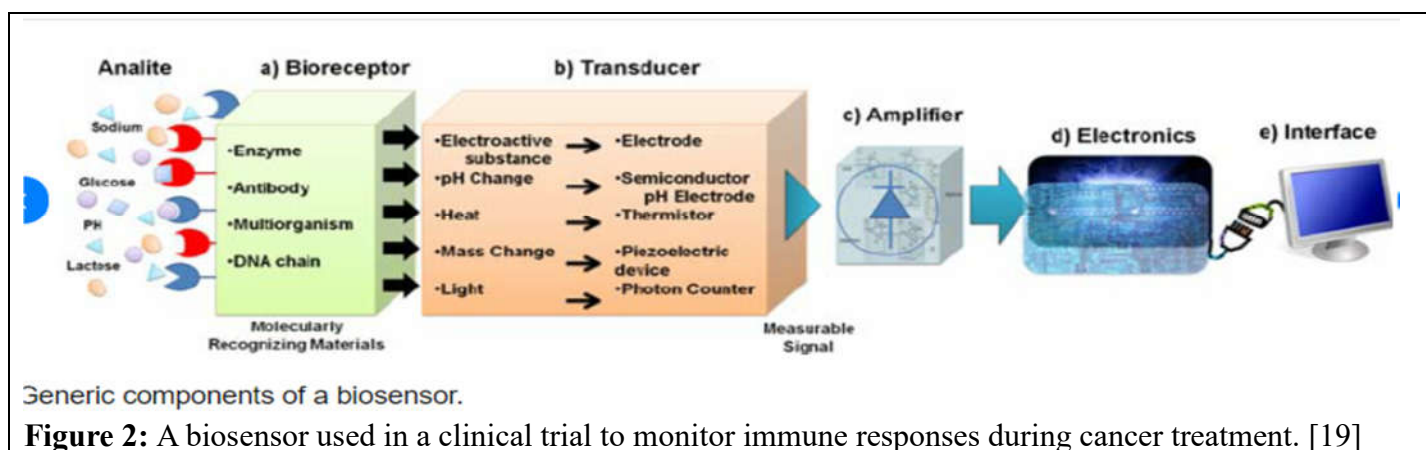 Analite
a) Bioreceptor
b) Transducer
c) Amplifier
d) Electronics
e) Interface
Sodium
Glucose
PH
Lactose
•Enzyme
•Antibody
•Multiorganism
•DNA chain
Molecularly
Recognizing Materials
•Electroactive
substance
•pH Change
•Heat
•Mass Change
•Light
•Electrode
•Semiconductor
pH Electrode
•Thermistor
•Piezoelectric
device
•Photon Counter
Measurable
Signal
Generic components of a biosensor.
Figure 2: A biosensor used in a clinical trial to monitor immune responses during cancer treatment. [19]